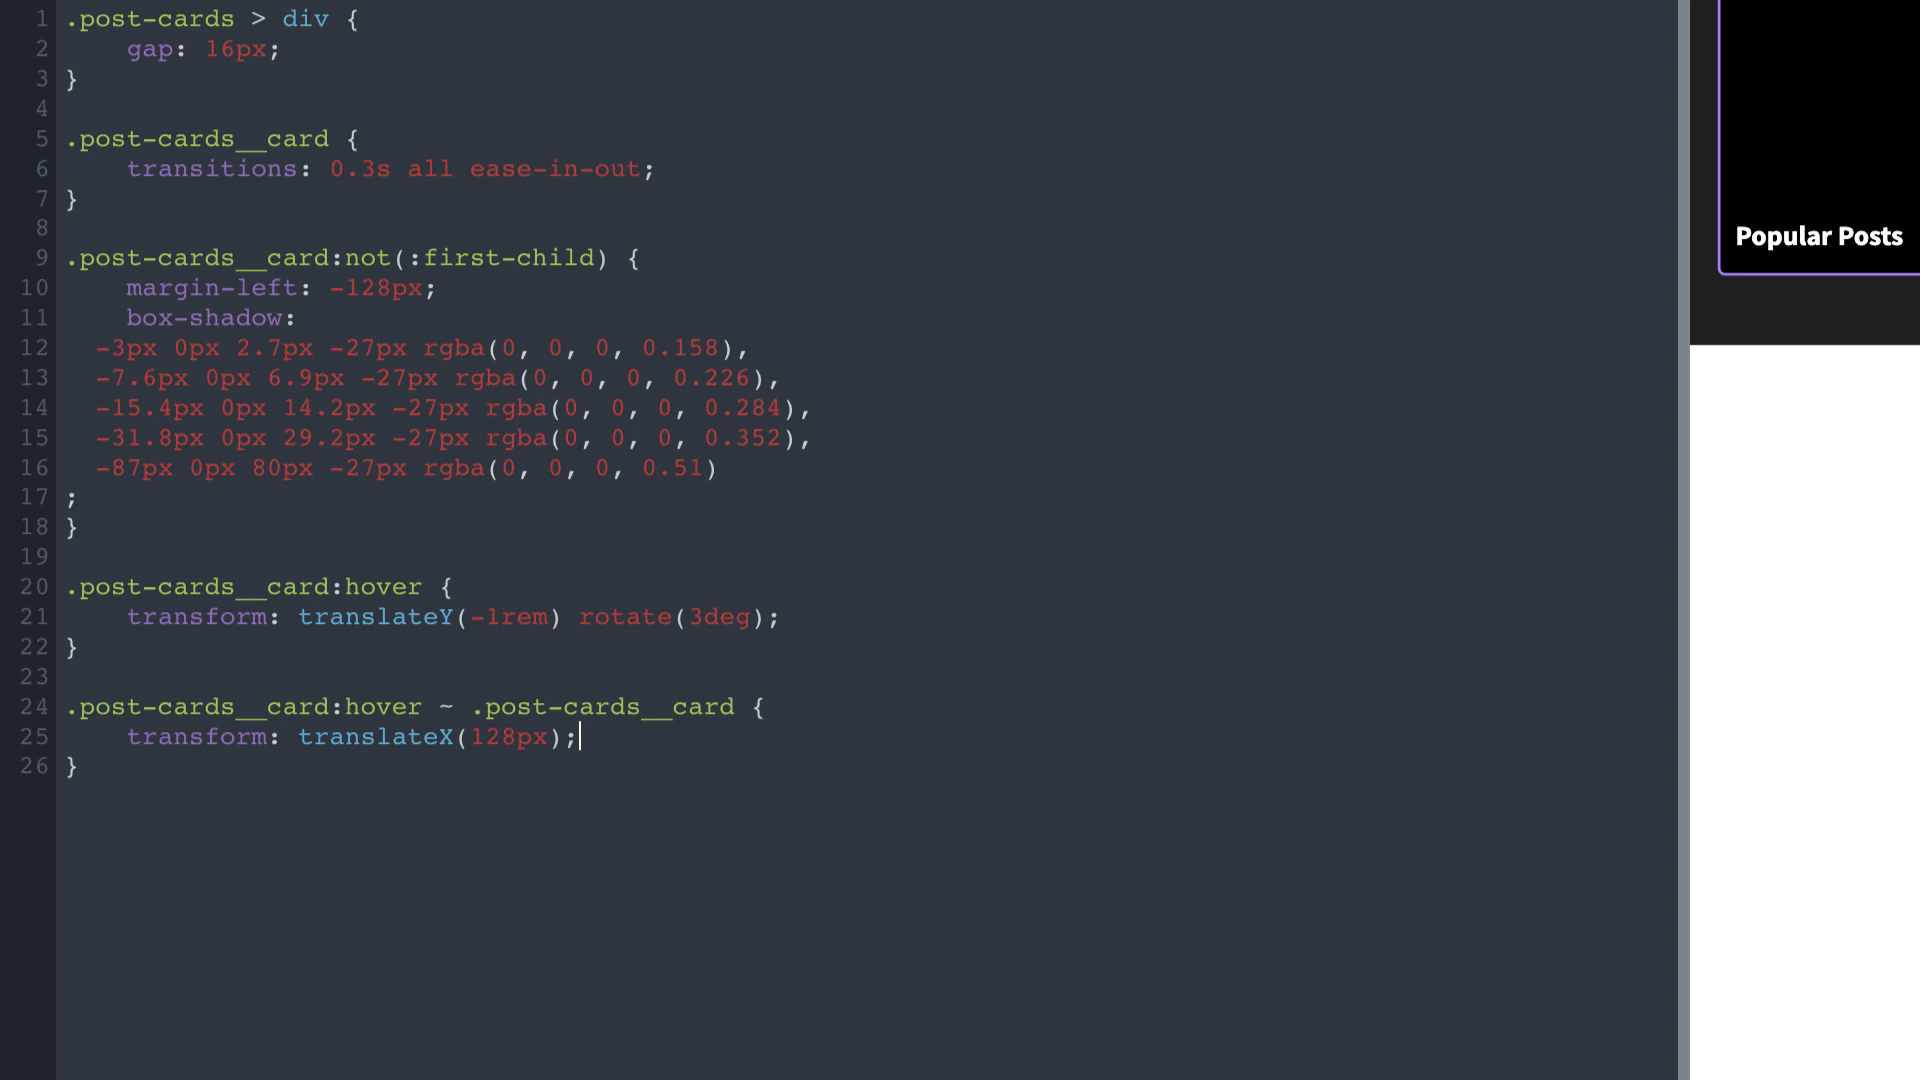 1 .post-cards > div {
2 gap: 16px;
3 }
4
5 .post-cards__card {
6 transitions: 0.3s all ease-in-out;
7 }
8
9 .post-cards__card:not(:first-child) {
10 margin-left: -128px;
11 box-shadow:
12 -3px 0px 2.7px -27px rgba(0, 0, 0, 0.158),
13 -7.6px 0px 6.9px -27px rgba(0, 0, 0, 0.226),
14 -15.4px 0px 14.2px -27px rgba(0, 0, 0, 0.284),
15 -31.8px 0px 29.2px -27px rgba(0, 0, 0, 0.352),
16 -87px 0px 80px -27px rgba(0, 0, 0, 0.51)
17 ;
18 }
19
20 .post-cards__card:hover {
21 transform: translateY(-1rem) rotate(3deg);
22 }
23
24 .post-cards__card:hover ~ .post-cards__card {
25 transform: translateX(128px);
26 }
Popular Posts